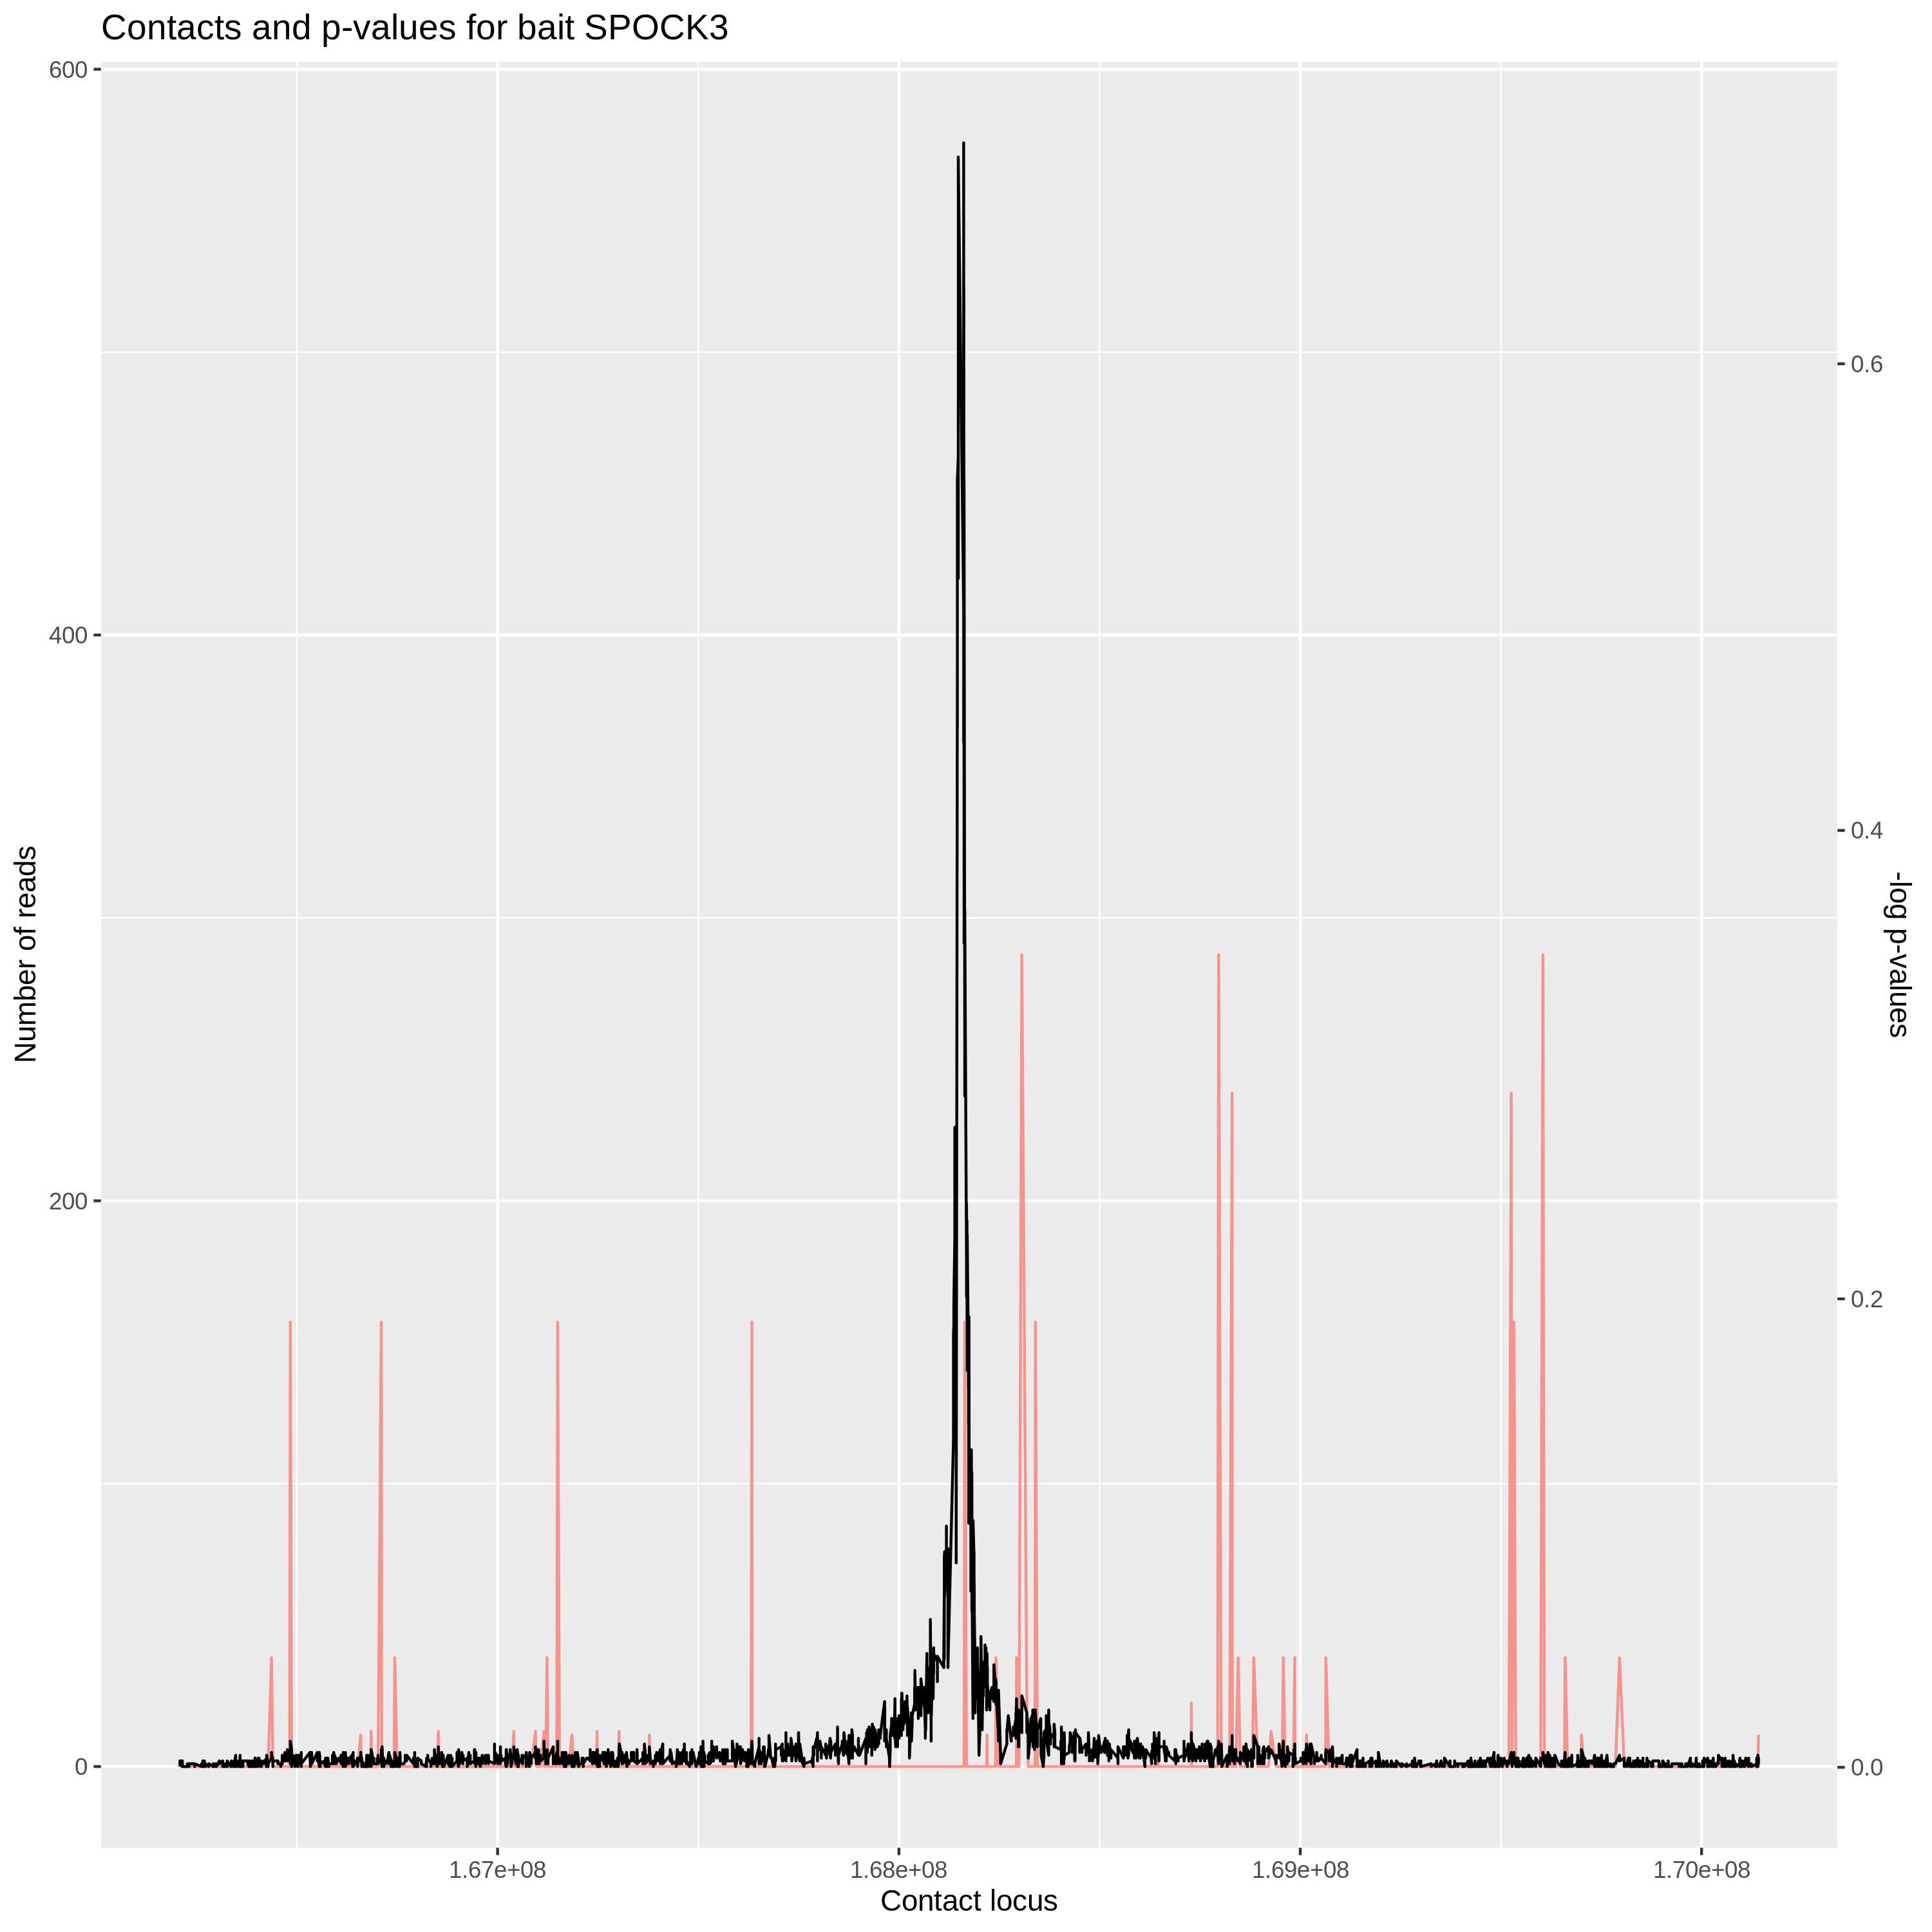 Contacts and p-values for bait SPOCK3
600
400
200
0
Number of reads
0.6
0.4
0.2
0.0
-log p-values
1.67e+08 1.68e+08 1.69e+08 1.70e+08
Contact locus